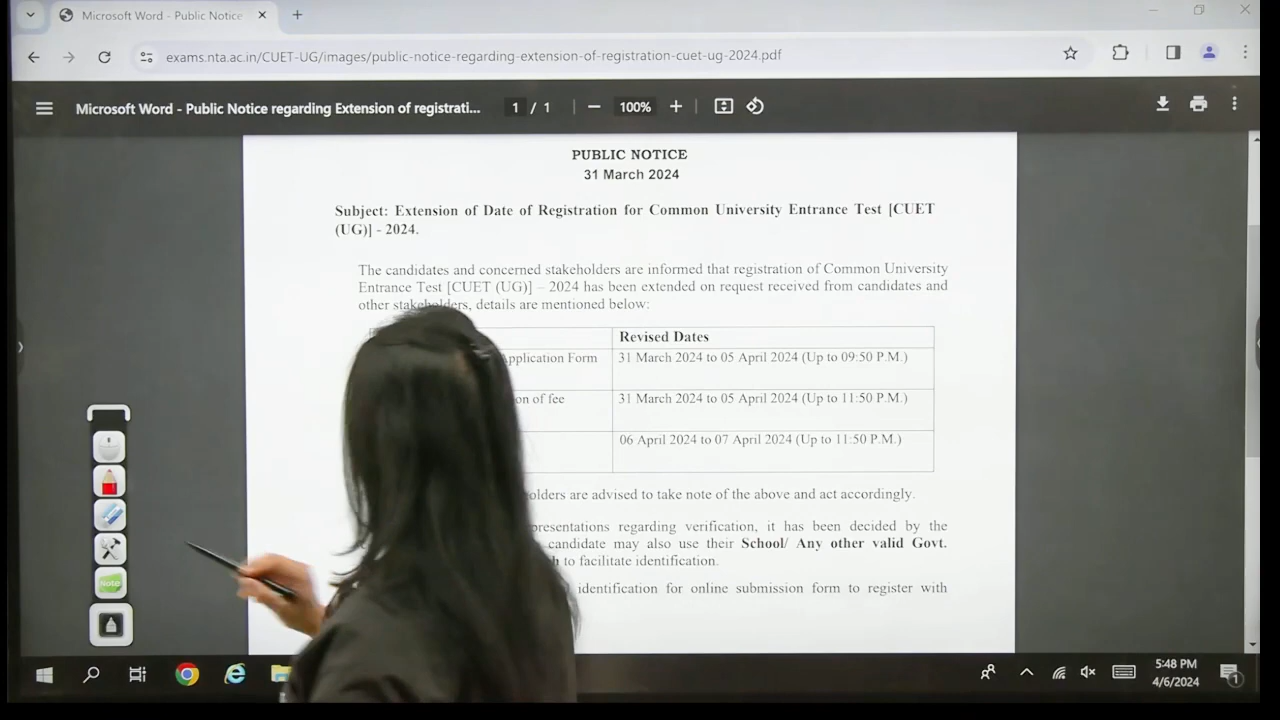 Microsoft Word - Public Notice
exams.nta.ac.in/CUET-UG/images/public-notice-regarding-extension-of-registration-cuet-ug-2024.pdf
Microsoft Word - Public Notice regarding Extension of registrati...
1 / 1
100%
PUBLIC NOTICE
31 March 2024
Subject: Extension of Date of Registration for Common University Entrance Test [CUET
(UG)] - 2024.
The candidates and concerned stakeholders are informed that registration of Common University
Entrance Test [CUET (UG)] – 2024 has been extended on request received from candidates and
other stakeholders, details are mentioned below:
Revised Dates
Application Form 31 March 2024 to 05 April 2024 (Up to 09:50 P.M.)
of fee 31 March 2024 to 05 April 2024 (Up to 11:50 P.M.)
06 April 2024 to 07 April 2024 (Up to 11:50 P.M.)
olders are advised to take note of the above and act accordingly.
presentations regarding verification, it has been decided by the
candidate may also use their School/ Any other valid Govt.
to facilitate identification.
identification for online submission form to register with
Note
5:48 PM
4/6/2024
1